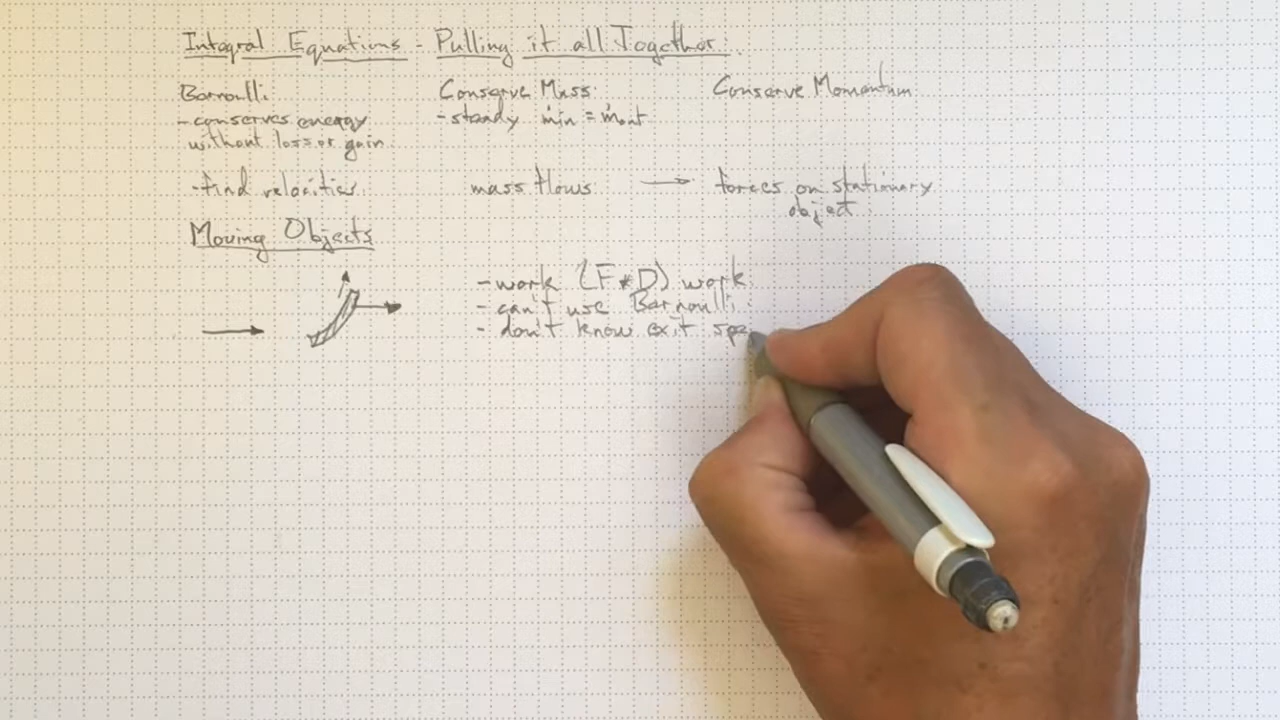 Integral Equations - Pulling it all Together.
Bernoulli
- conserves energy
without loss or gain.
- find velocities.
Conserve Mass.
- steady ṁin = ṁout
mass flows →
Conserve Momentum
forces on stationary
object.
Moving Objects
- work (F*D) work.
- can't use Bernoulli.
- don't know exit spe